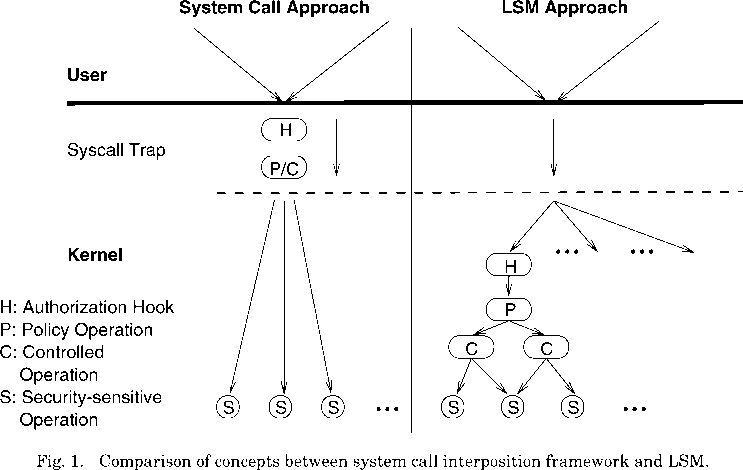 System Call Approach
LSM Approach
User
H
Syscall Trap
P/C
Kernel
...
...
H
H: Authorization Hook
P: Policy Operation
P
C: Controlled
Operation
C
C
S: Security-sensitive
Operation
S
S
S
...
S
S
S
...
Fig. 1. Comparison of concepts between system call interposition framework and LSM.